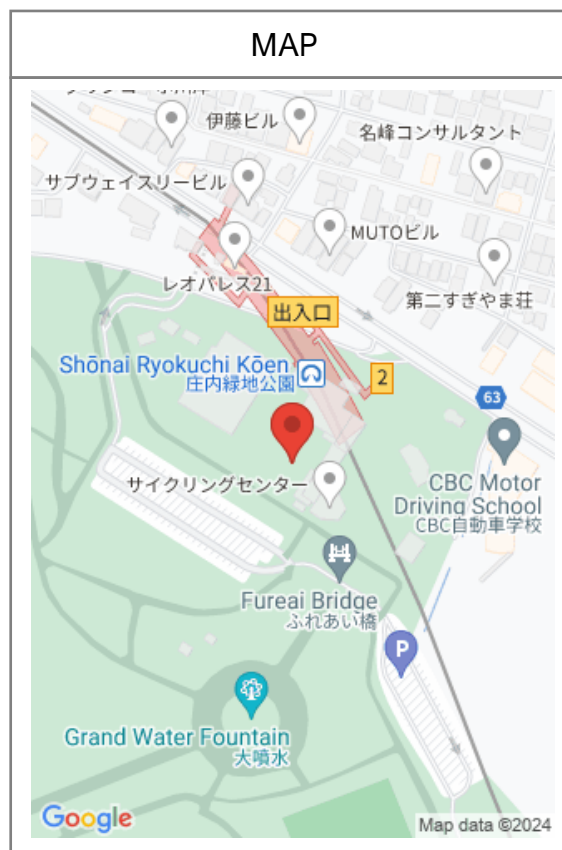 MAP
伊藤ビル
名峰コンサルタント
サブウェイスリービル
MUTOビル
レオパレス21
第二すぎやま荘
出入口
Shōnai Ryokuchi Kōen
庄内緑地公園
2
63
サイクリングセンター
CBC Motor
Driving School
CBC自動車学校
Fureai Bridge
ふれあい橋
P
Grand Water Fountain
大噴水
Google
Map data ©2024